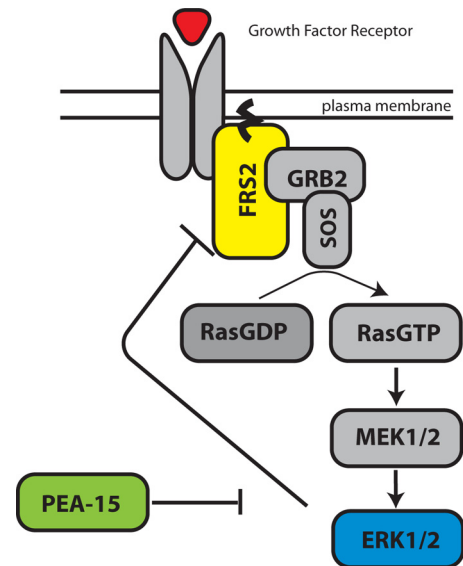 Growth Factor Receptor
plasma membrane
FRS2
GRB2
SOS
RasGDP
RasGTP
MEK1/2
PEA-15
ERK1/2